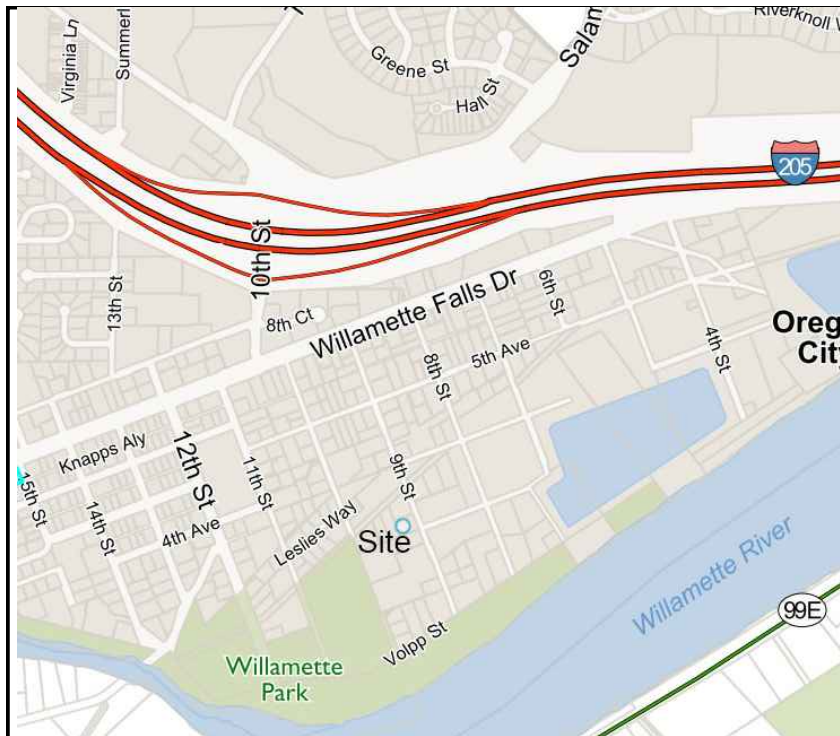 Virginia Ln
Summerl
Greene St
Hall St
Salam
Riverknoll
205
10th St
13th St
8th Ct
Willamette Falls Dr
6th St
8th St
5th Ave
4th St
Oreg
City
Knapps Aly
12th St
11th St
9th St
15th St
14th St
4th Ave
Leslies Way
Site
Volpp St
Willamette
Park
Willamette River
99E